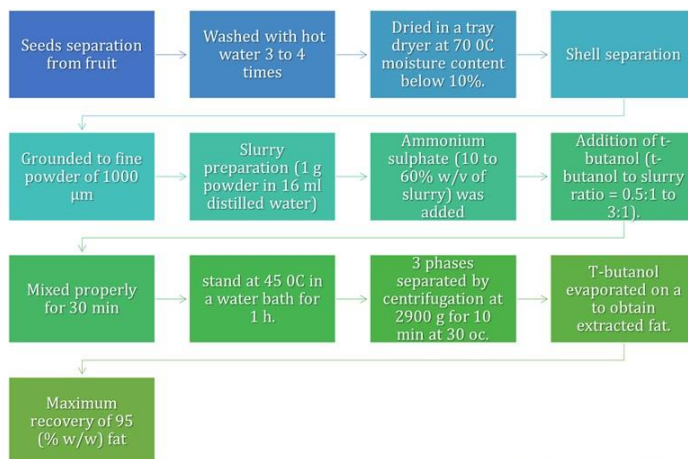 Seeds separation
from fruit
Washed with hot
water 3 to 4
times
Dried in a tray
dryer at 70 0C
moisture content
below 10%.
Shell separation
Grounded to fine
powder of 1000
μm
Slurry
preparation (1 g
powder in 16 ml
distilled water)
Ammonium
sulphate (10 to
60% w/v of
slurry) was
added
Addition of t-
butanol (t-
butanol to slurry
ratio = 0.5:1 to
3:1).
Mixed properly
for 30 min
stand at 45 0C in
a water bath for
1 h.
3 phases
separated by
centrifugation at
2900 g for 10
min at 30 oc.
T-butanol
evaporated on a
to obtain
extracted fat.
Maximum
recovery of 95
(% w/w) fat